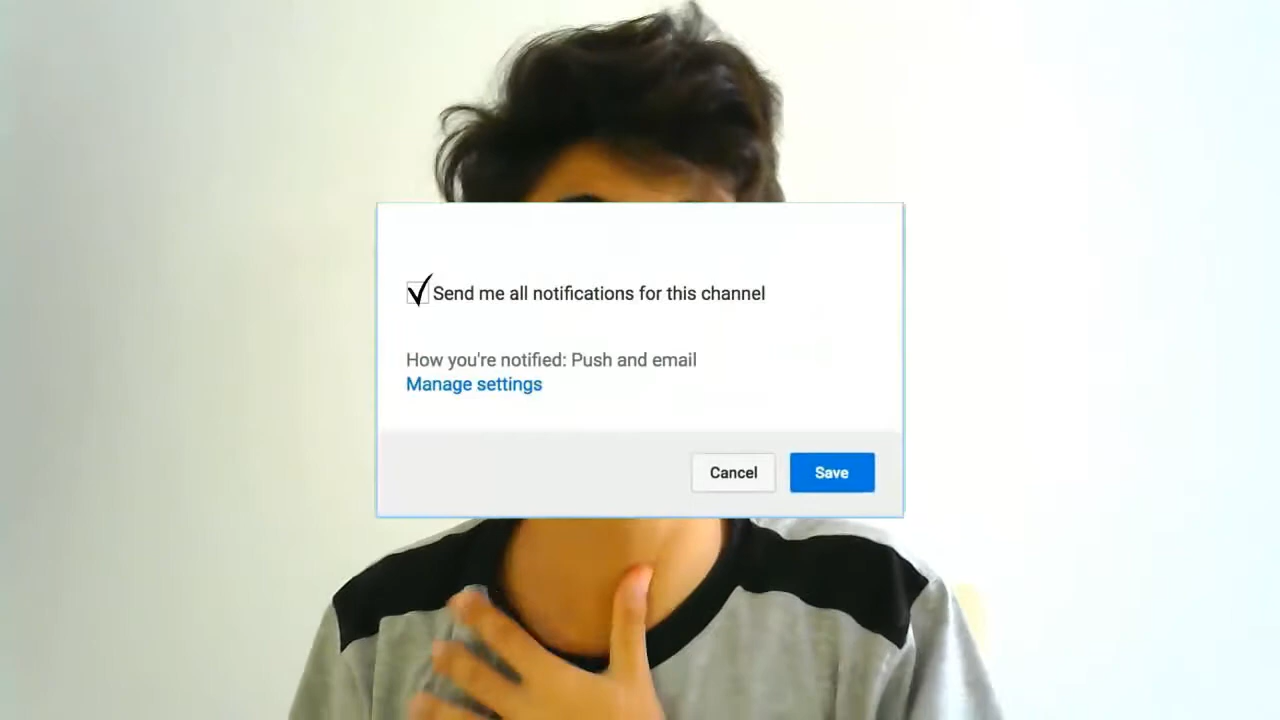 Send me all notifications for this channel
How you're notified: Push and email
Manage settings
Cancel
Save